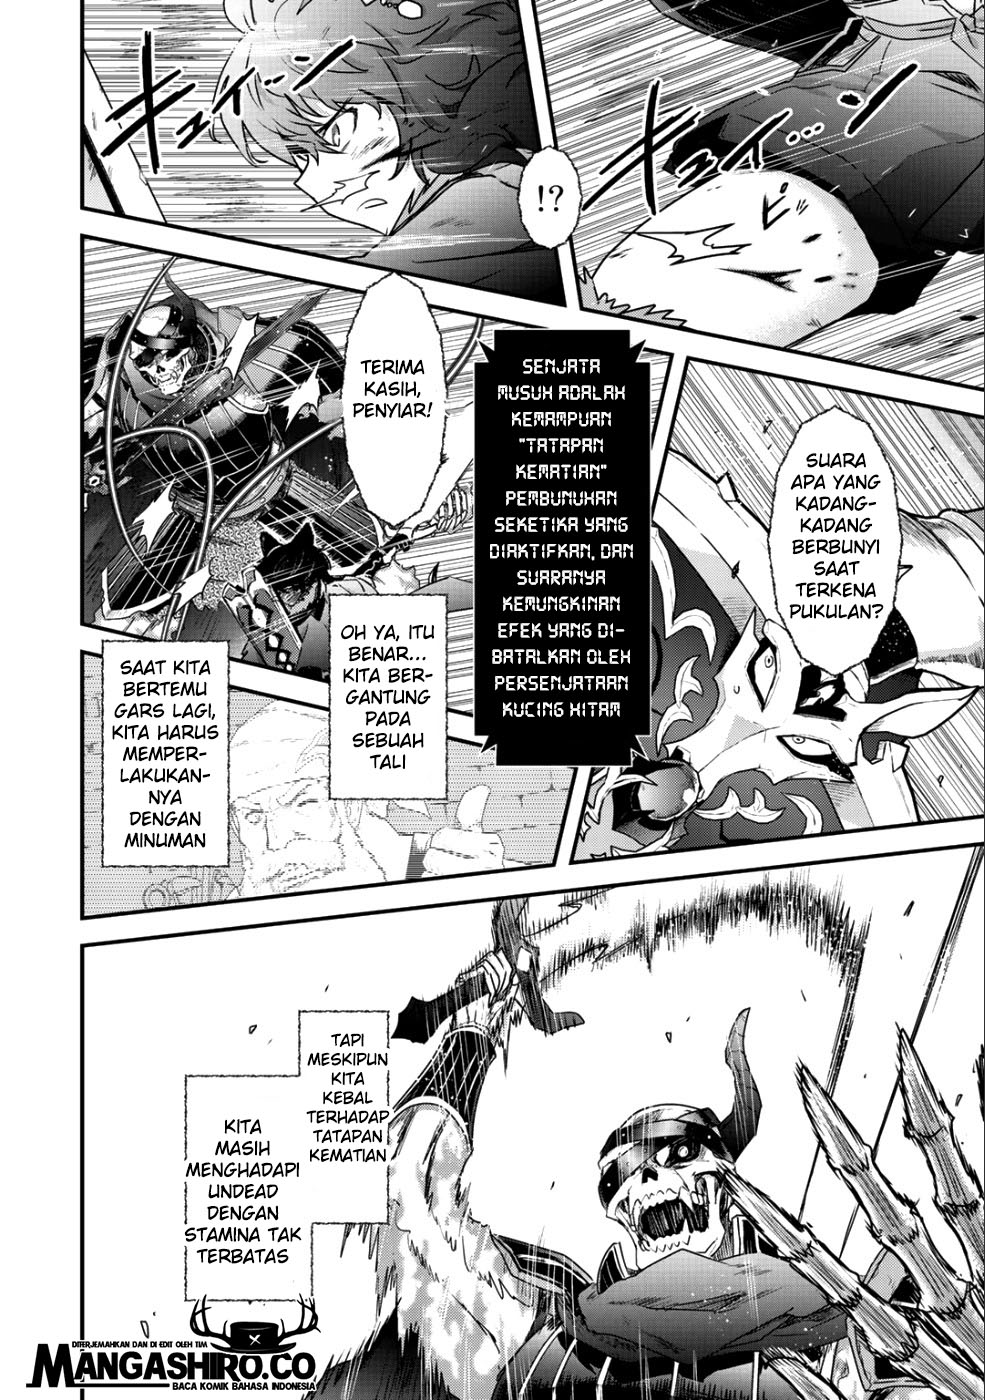 ギュイ…ン
ピ
ギュイ…ン
!?
SUARA
APA YANG
KADANG-
KADANG
BERBUNYI
SAAT
TERKENA
PUKULAN?
SENJATA
MUSUH ADALAH
KEMAMPUAN
"TATAPAN
KEMATIAN"
PEMBUNUHAN
SEKETIKA YANG
DIAKTIFKAN, DAN
SUARANYA
KEMUNGKINAN
EFEK YANG DI-
BATALKAN OLEH
PERSENJATAAN
KUCING HITAM
TERIMA
KASIH,
PENYIAR!
OH YA, ITU
BENAR...
KITA BER-
GANTUNG
PADA
SEBUAH
TALI
SAAT KITA
BERTEMU
GARS LAGI,
KITA HARUS
MEMPER-
LAKUKAN-
NYA
DENGAN
MINUMAN
TAPI
MESKIPUN
KITA
KEBAL
TERHADAP
TATAPAN
KEMATIAN
KITA
MASIH
MENGHADAPI
UNDEAD
DENGAN
STAMINA TAK
TERBATAS
DITERJEMAHKAN DAN DI EDIT OLEH TIM
MANGASHIRO.CO
BACA KOMIK BAHASA INDONESIA